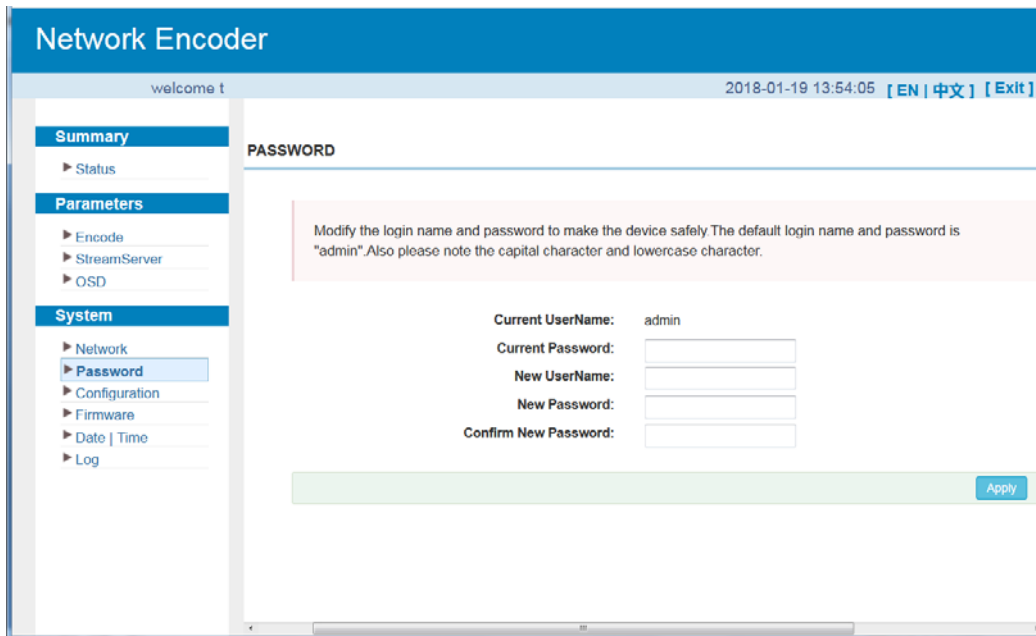 Network Encoder
welcome t
2018-01-19 13:54:05 [ EN | 中文 ] [ Exit ]
Summary
Status
Parameters
Encode
StreamServer
OSD
System
Network
Password
Configuration
Firmware
Date | Time
Log
PASSWORD
Modify the login name and password to make the device safely.The default login name and password is
"admin".Also please note the capital character and lowercase character.
Current UserName: admin
Current Password:
New UserName:
New Password:
Confirm New Password:
Apply